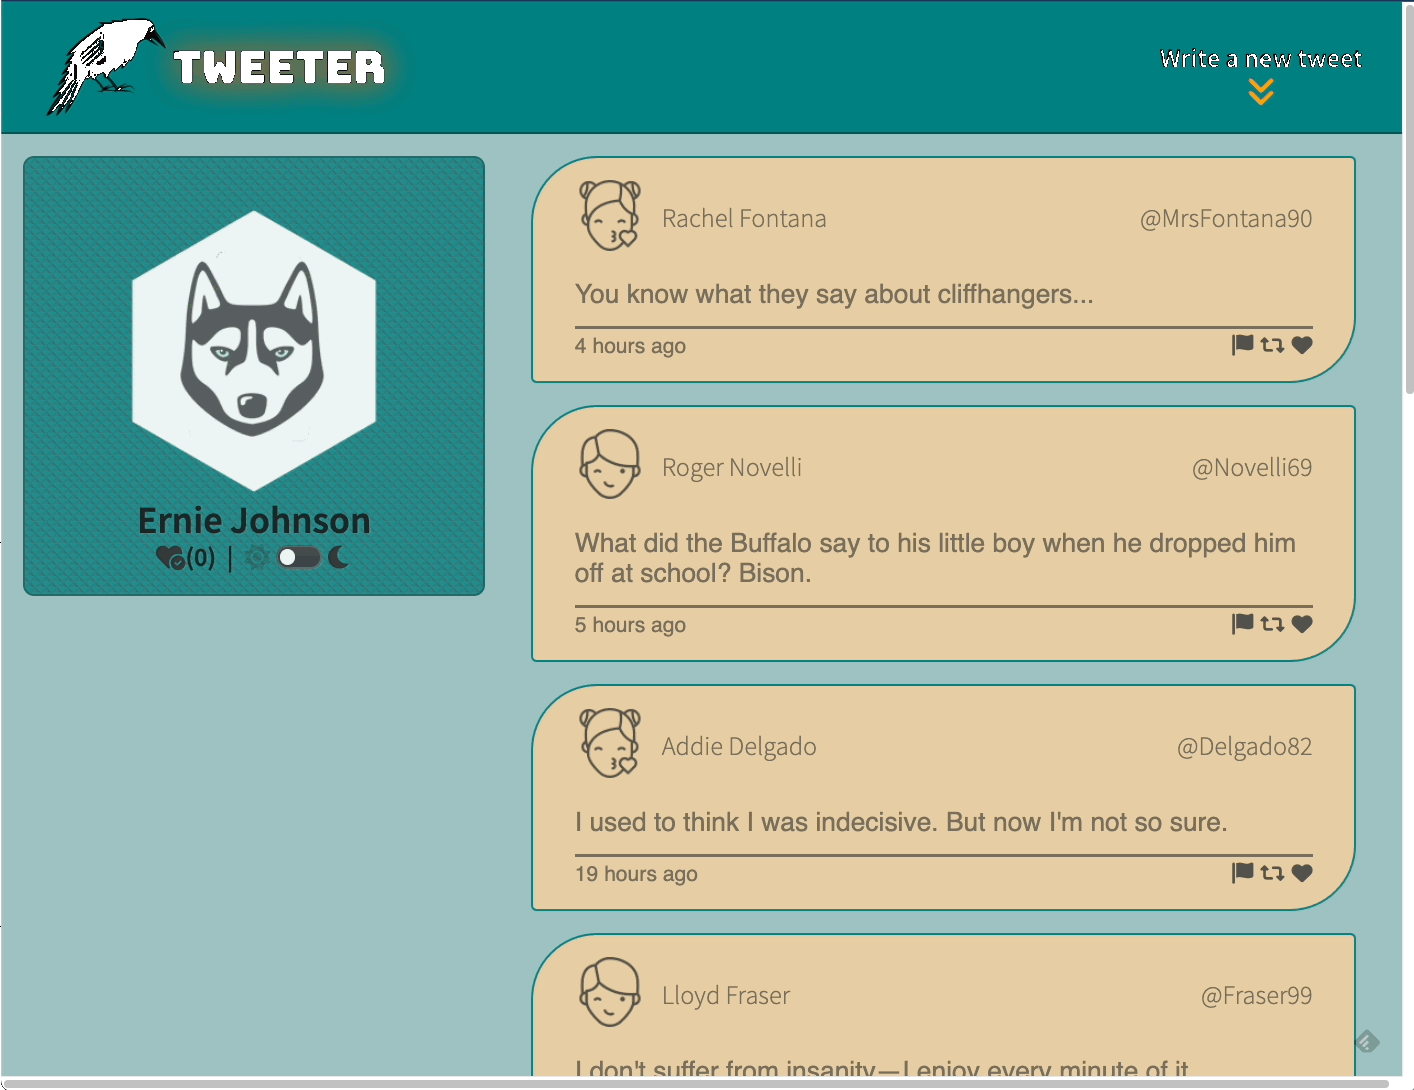 TWEETER
Write a new tweet
Ernie Johnson
(0) |
Rachel Fontana
@MrsFontana90
You know what they say about cliffhangers...
4 hours ago
Roger Novelli
@Novelli69
What did the Buffalo say to his little boy when he dropped him
off at school? Bison.
5 hours ago
Addie Delgado
@Delgado82
I used to think I was indecisive. But now I'm not so sure.
19 hours ago
Lloyd Fraser
@Fraser99
I don't suffer from insanity—I enjoy every minute of it